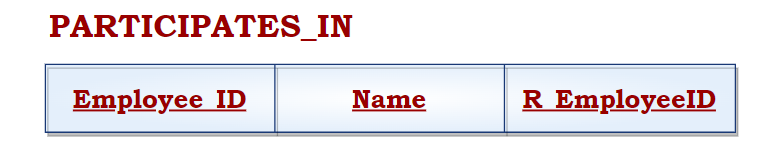 PARTICIPATES_IN
Employee_ID Name R_EmployeeID